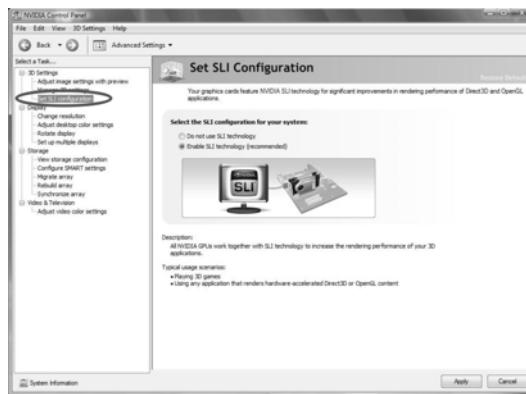 NVIDIA Control Panel
File Edit View 3D Settings Help
Back Advanced Settings
Select a Task...
3D Settings
Adjust image settings with preview
Manage 3D settings
Set SLI configuration
Display
Change resolution
Adjust desktop color settings
Rotate display
Set up multiple displays
Storage
View storage configuration
Configure SMART settings
Migrate array
Rebuild array
Synchronize array
Video & Television
Adjust video color settings
System Information
Set SLI Configuration
Restore Defaults
Your graphics cards feature NVIDIA SLI technology for significant improvements in rendering performance of Direct3D and OpenGL
applications.
Select the SLI configuration for your system:
Do not use SLI technology
Enable SLI technology (recommended)
SLI
Description:
All NVIDIA GPUs work together with SLI technology to increase the rendering performance of your 3D
applications.
Typical usage scenarios:
• Playing 3D games
• Using any application that renders hardware-accelerated Direct3D or OpenGL content
Apply Cancel